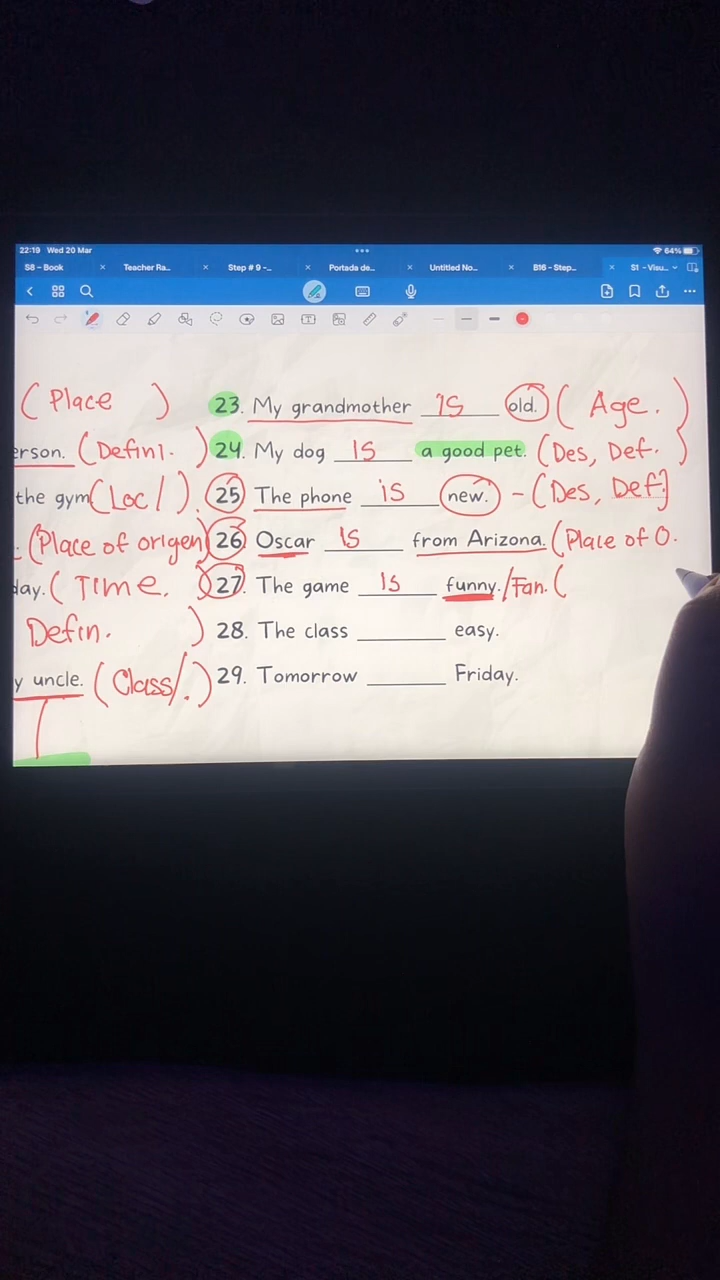 22:19 Wed 20 Mar
64%
S8 – Book × Teacher Ra... × Step # 9 -... × Portada de... × Untitled No... × B16 – Step... × S1 - Visu...
( Place ) 23. My grandmother IS old. ( Age. )
erson. (Defini. ) 24. My dog IS a good pet. (Des, Def. )
the gym (Loc/ ). 25 The phone is new. - (Des, Def.)
: (Place of origen) 26 Oscar IS from Arizona. (Place of O.
day. ( TIME. ) 27. The game IS funny. /Fan. (
Defin. ) 28. The class ______ easy.
y uncle. (Class/.) 29. Tomorrow ______ Friday.